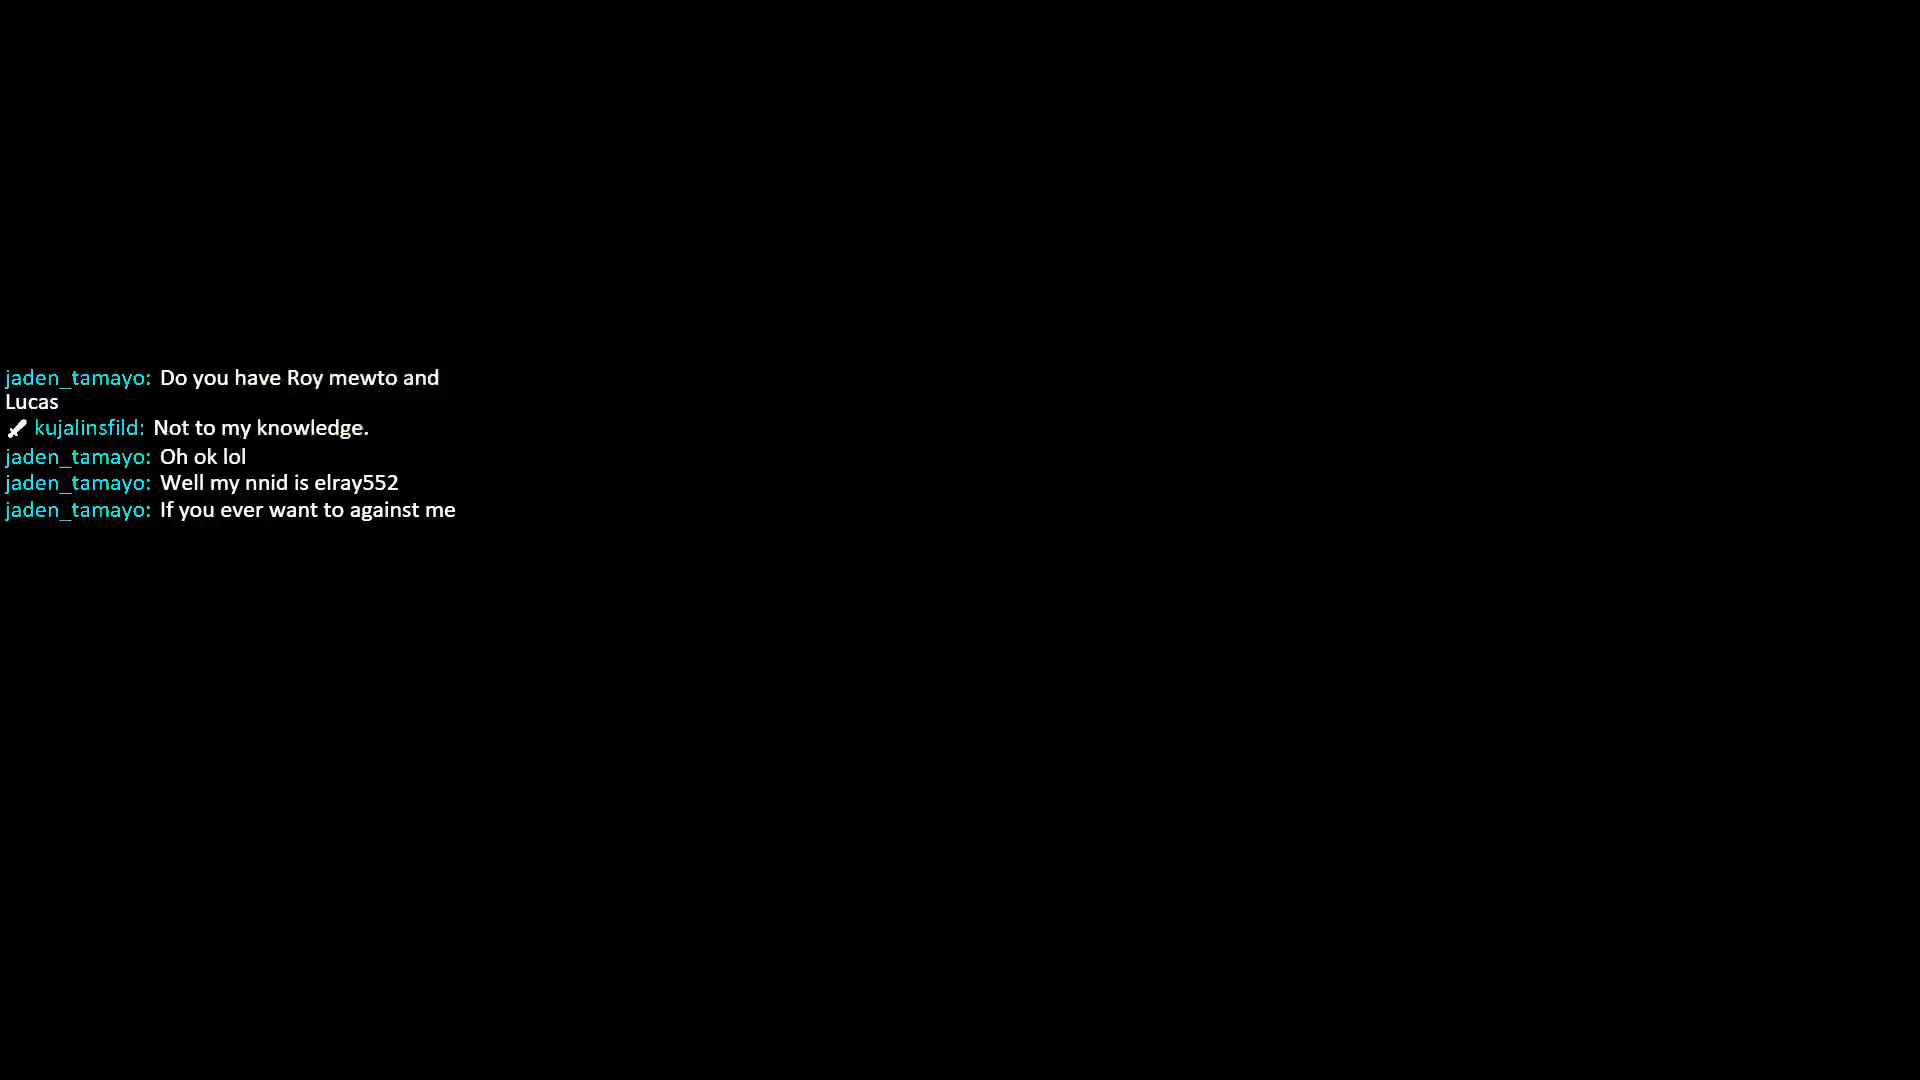 jaden_tamayo: Do you have Roy mewto and
Lucas
kujalinsfild: Not to my knowledge.
jaden_tamayo: Oh ok lol
jaden_tamayo: Well my nnid is elray552
jaden_tamayo: If you ever want to against me